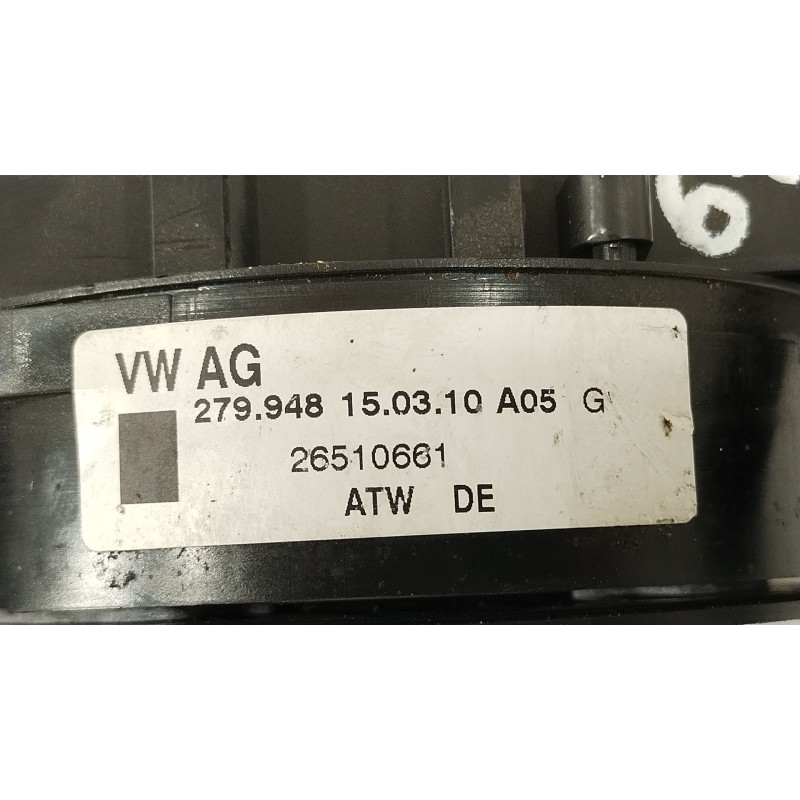 VW AG
279.948 15.03.10 A05 G
26510661
ATW DE